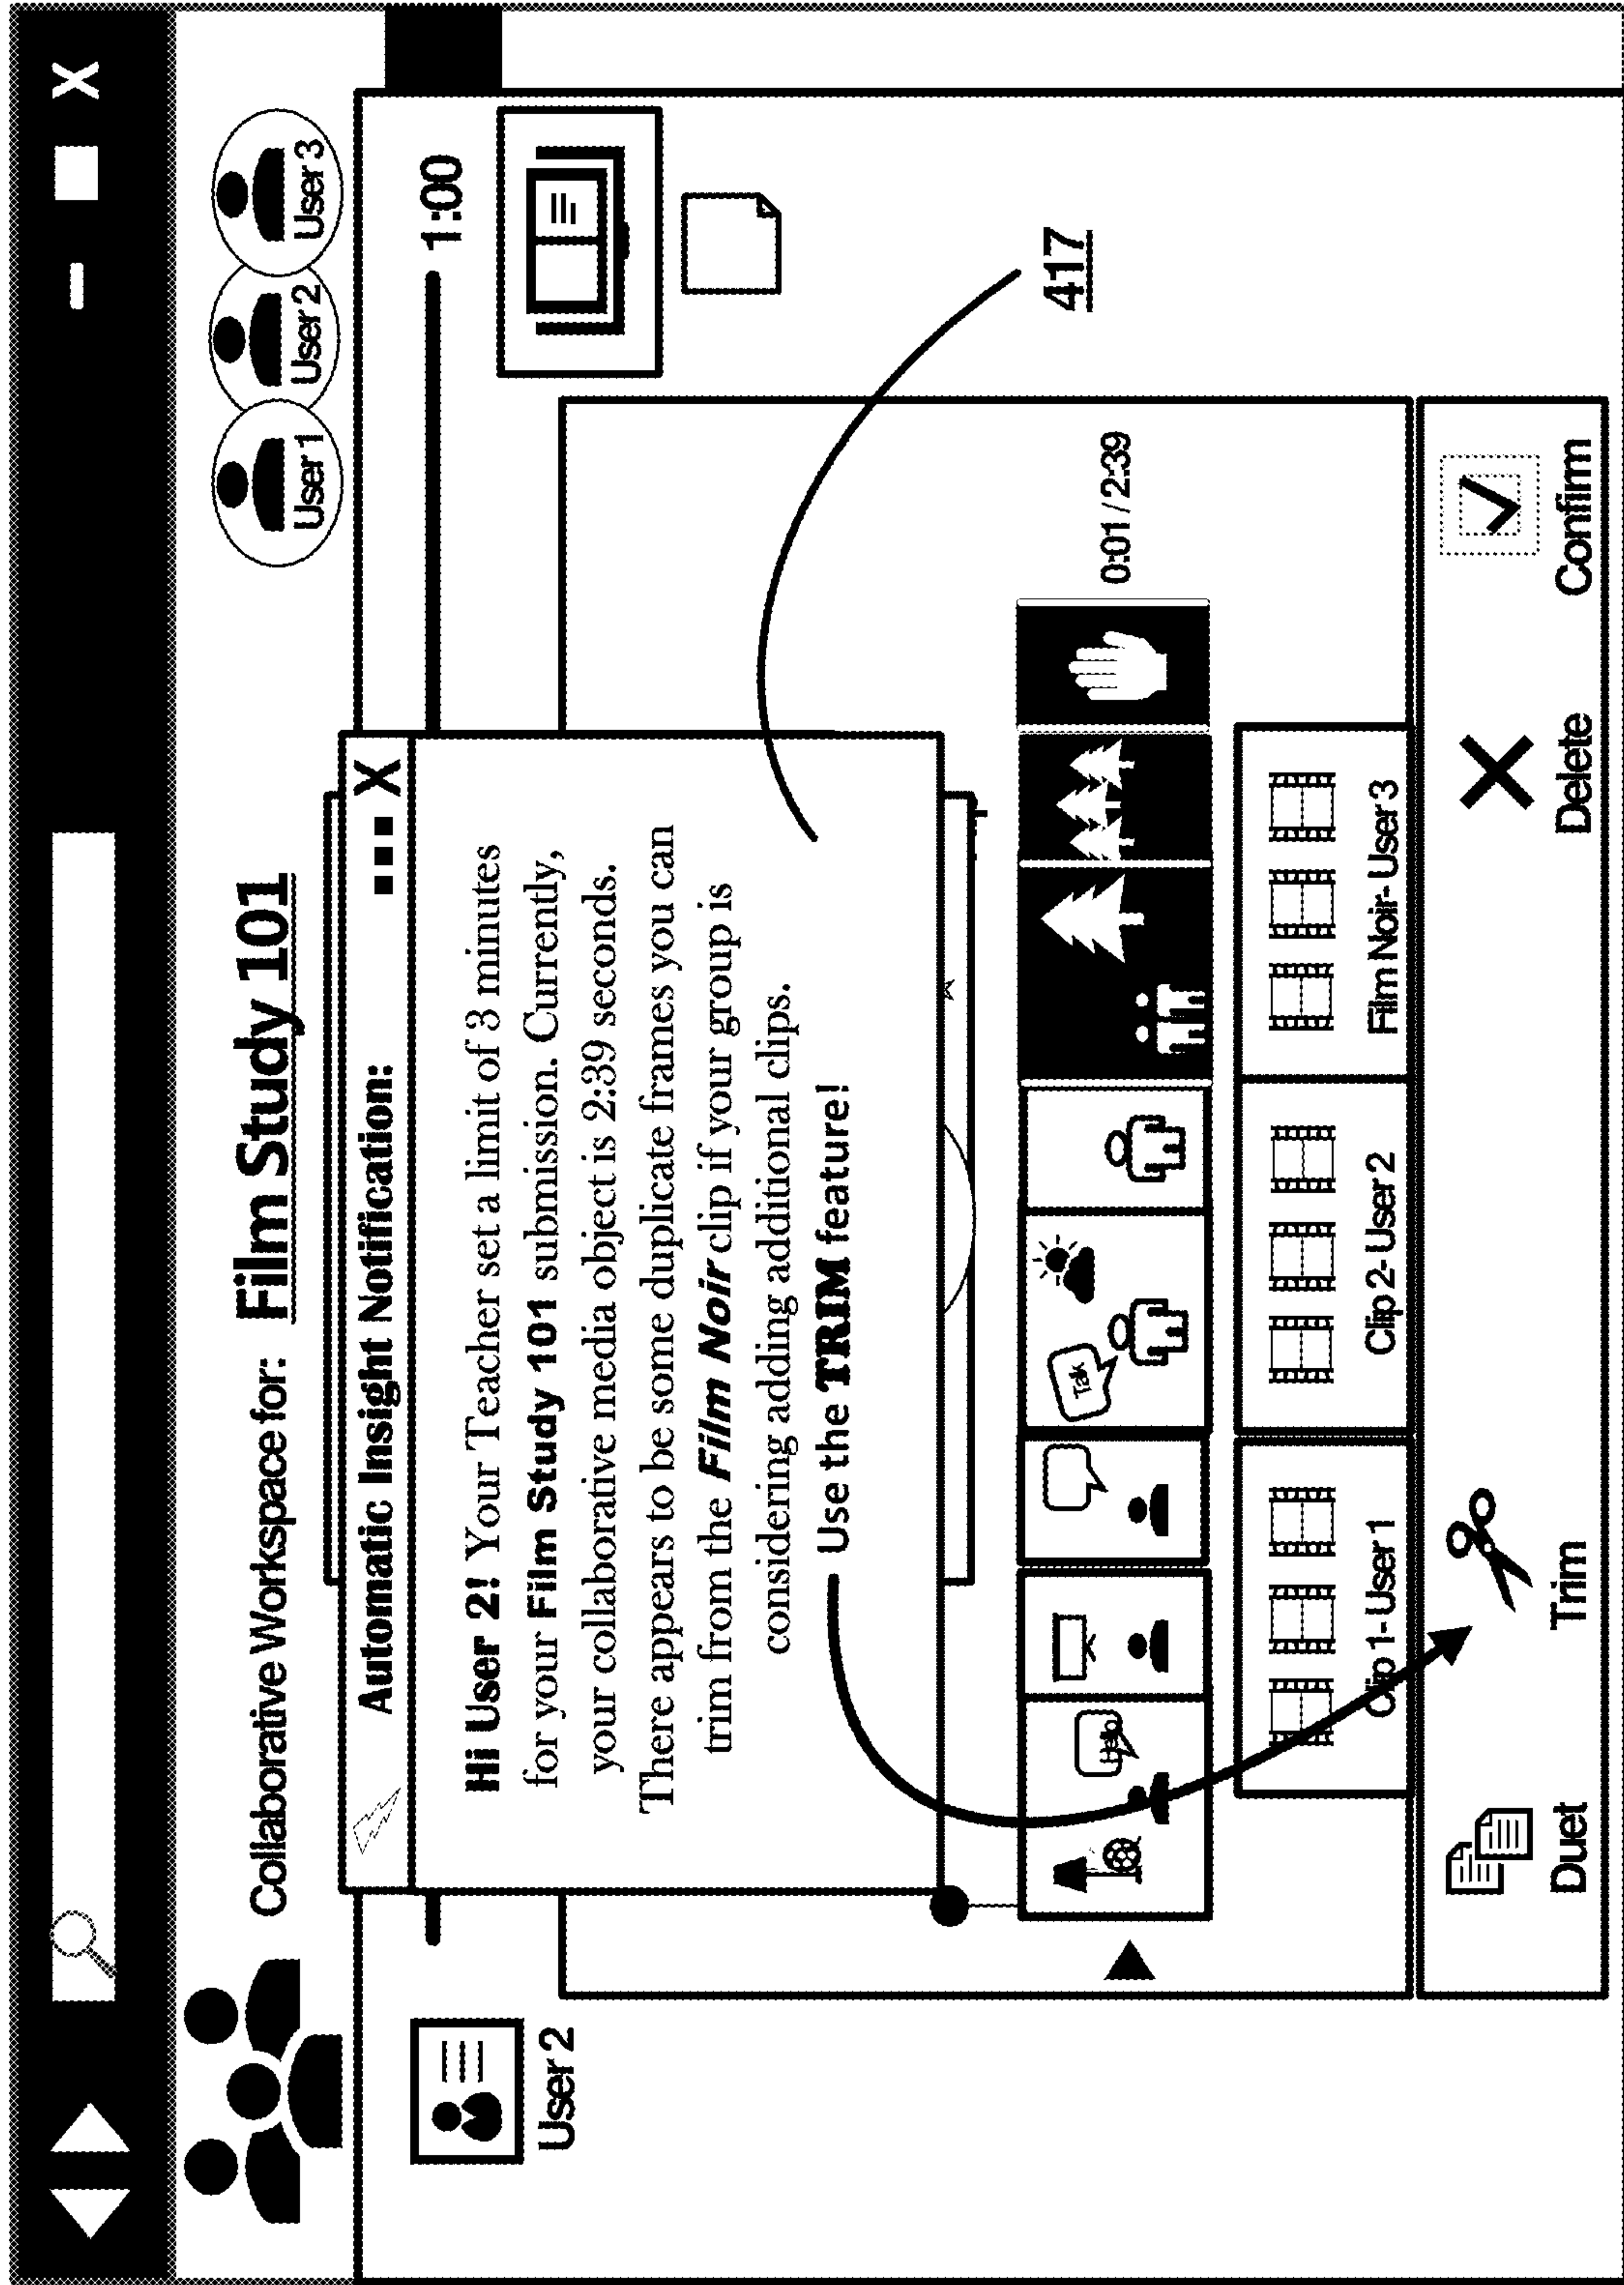 X
Collaborative Workspace for: Film Study 101
User 1
User 2
User 3
User 2
1:00
Automatic Insight Notification:
X
Hi User 2! Your Teacher set a limit of 3 minutes
for your Film Study 101 submission. Currently,
your collaborative media object is 2:39 seconds.
There appears to be some duplicate frames you can
trim from the Film Noir clip if your group is
considering adding additional clips.
Use the TRIM feature!
417
Hello
Talk
0:01 / 2:39
Clip 1- User 1
Clip 2- User 2
Film Noir- User 3
Duet
Trim
Delete
Confirm